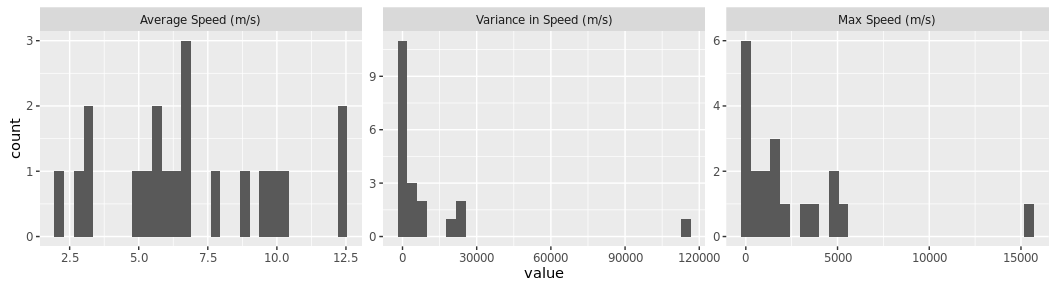 Average Speed (m/s)
Variance in Speed (m/s)
Max Speed (m/s)
count
3
2
1
0
9
6
3
0
6
4
2
0
2.5 5.0 7.5 10.0 12.5
0 30000 60000 90000 120000
0 5000 10000 15000
value